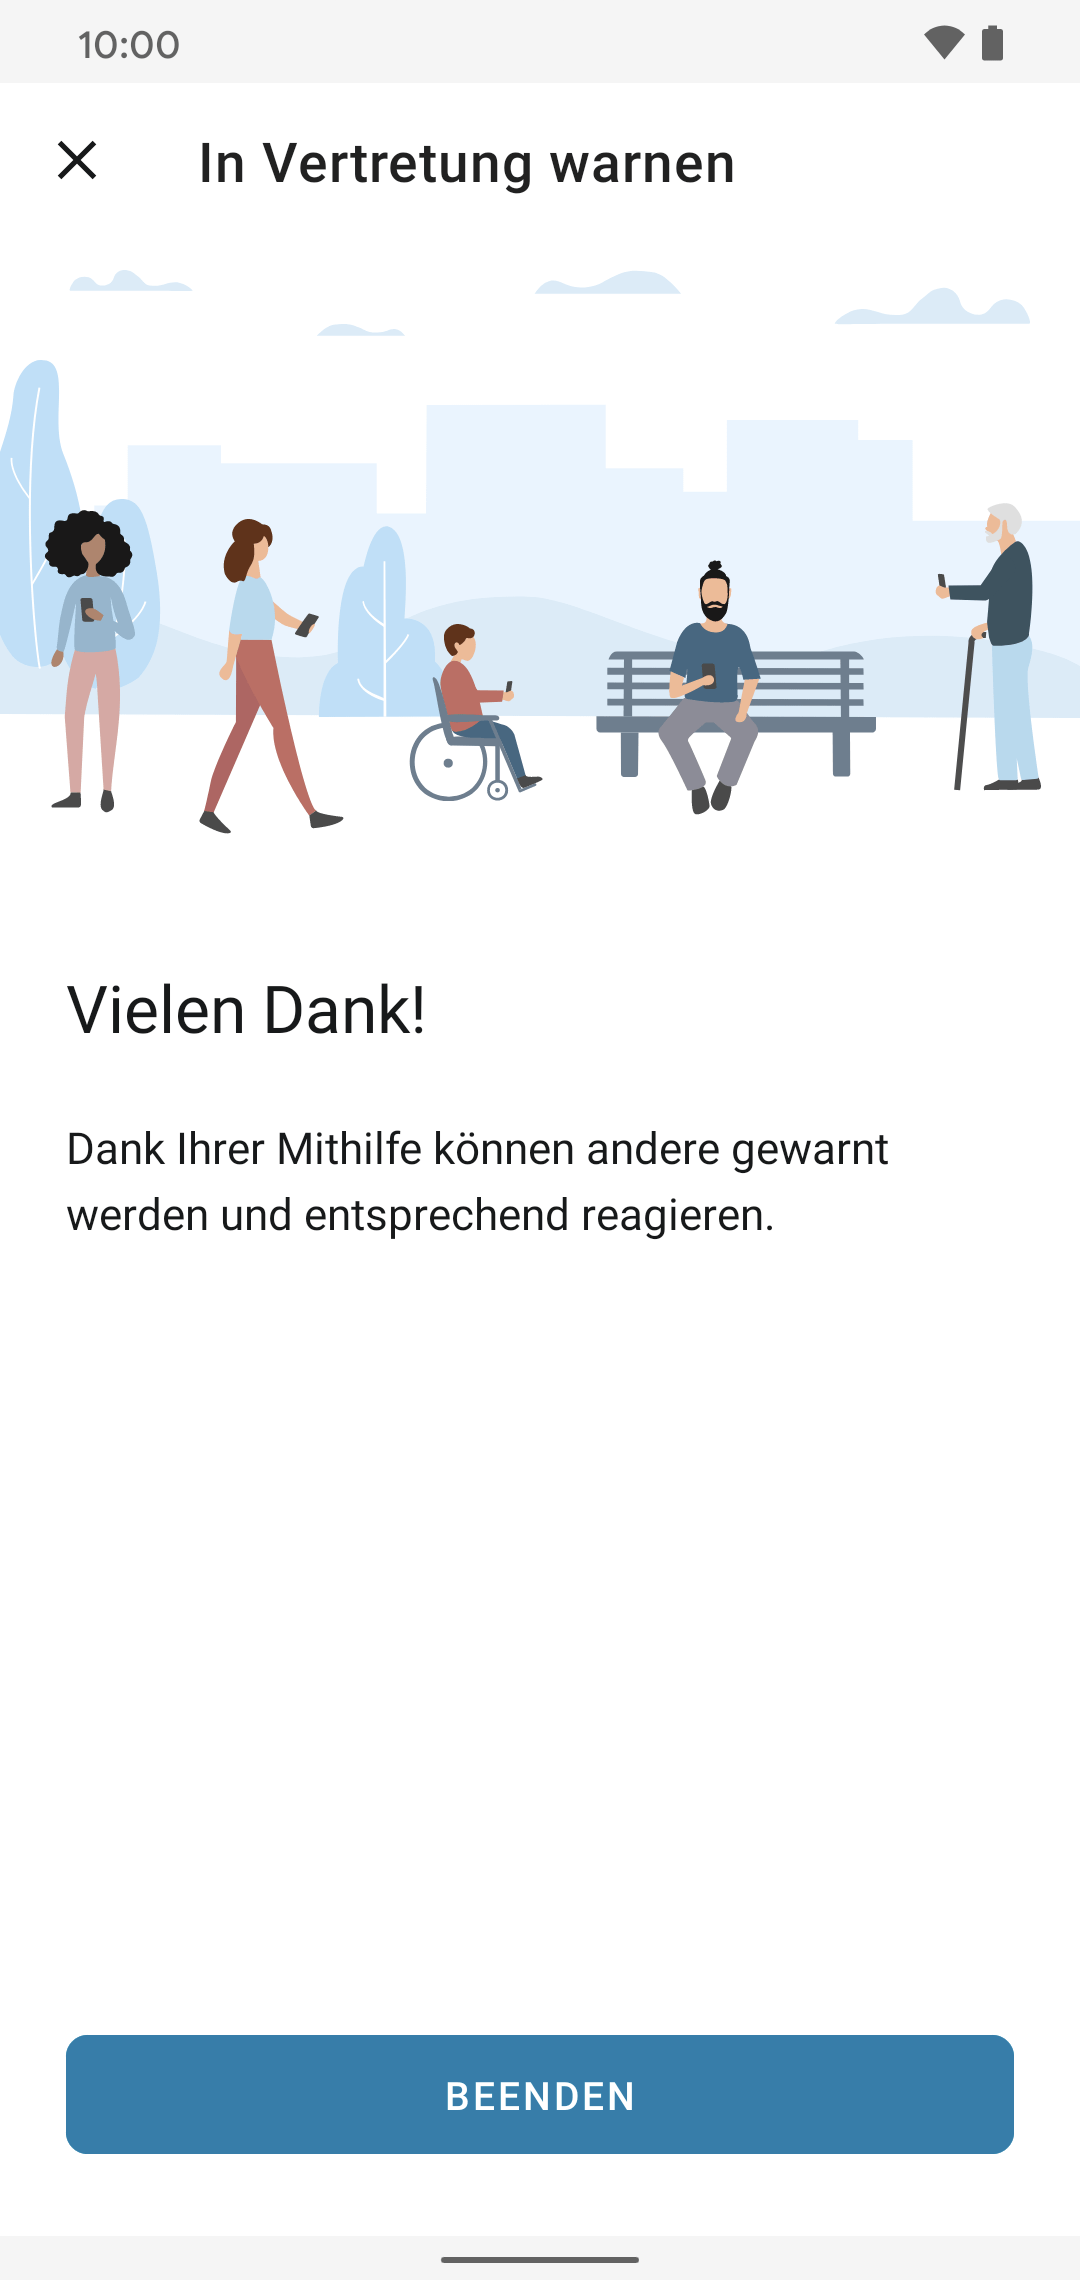 10:00
In Vertretung warnen
Vielen Dank!
Dank Ihrer Mithilfe können andere gewarnt
werden und entsprechend reagieren.
BEENDEN